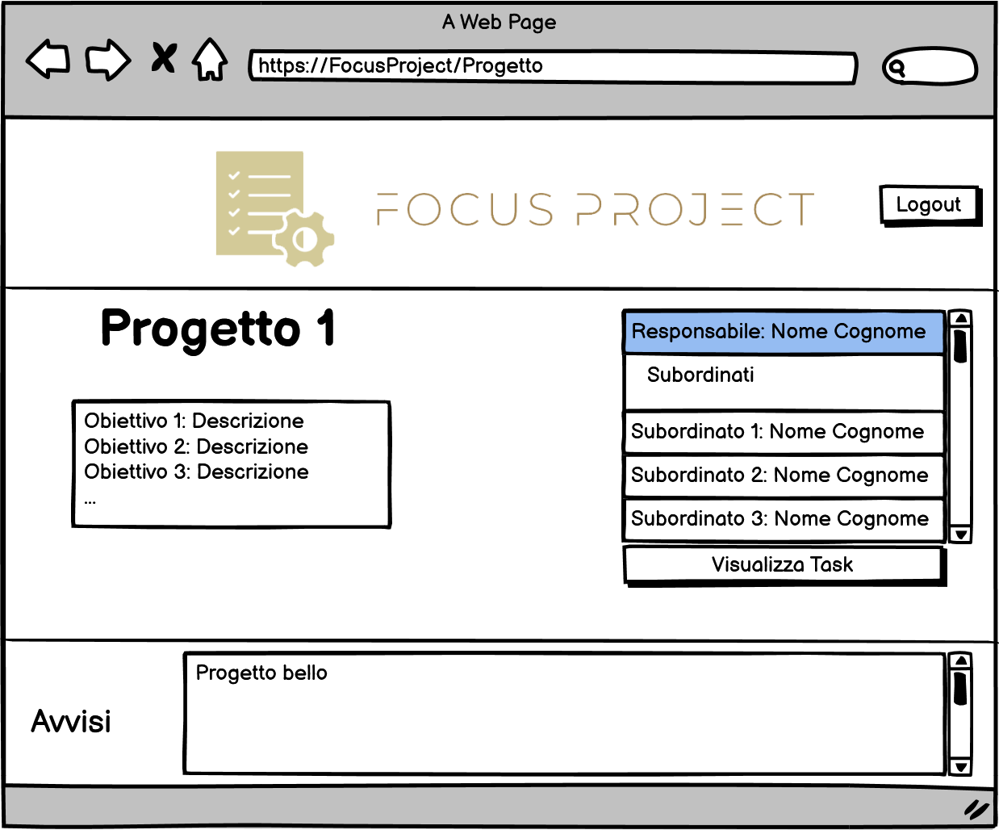 A Web Page
https://FocusProject/Progetto
FOCUS PROJECT
Logout
Progetto 1
Obiettivo 1: Descrizione
Obiettivo 2: Descrizione
Obiettivo 3: Descrizione
...
Responsabile: Nome Cognome
Subordinati
Subordinato 1: Nome Cognome
Subordinato 2: Nome Cognome
Subordinato 3: Nome Cognome
Visualizza Task
Avvisi
Progetto bello